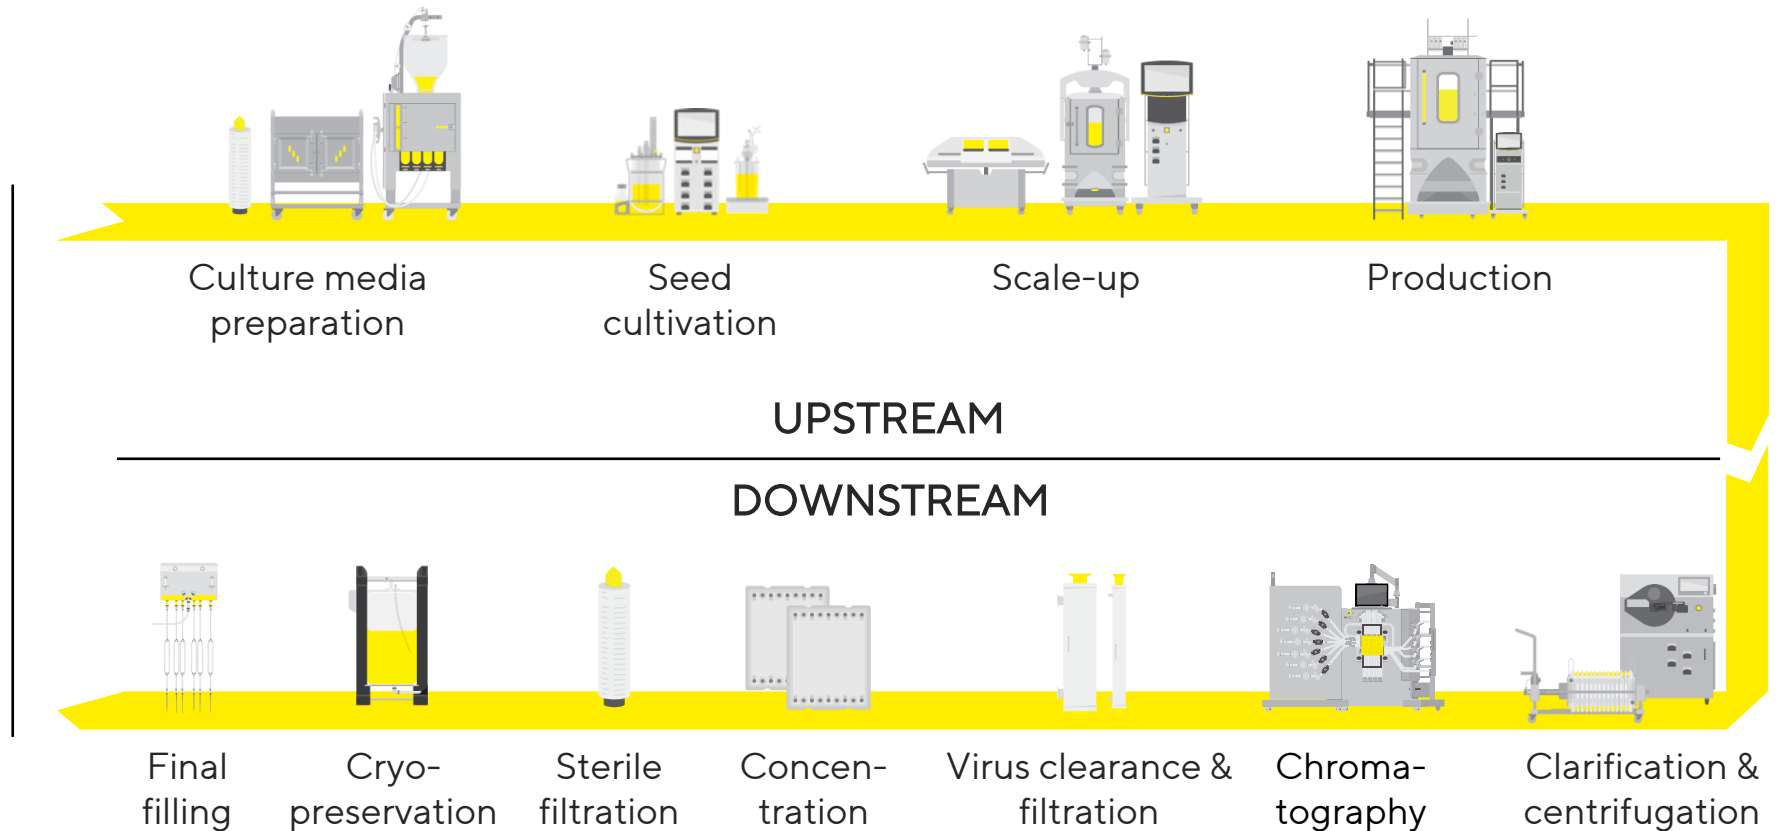 Culture media
preparation
Seed
cultivation
Scale-up
Production
UPSTREAM
DOWNSTREAM
Final
filling
Cryo-
preservation
Sterile
filtration
Concen-
tration
Virus clearance &
filtration
Chroma-
tography
Clarification &
centrifugation